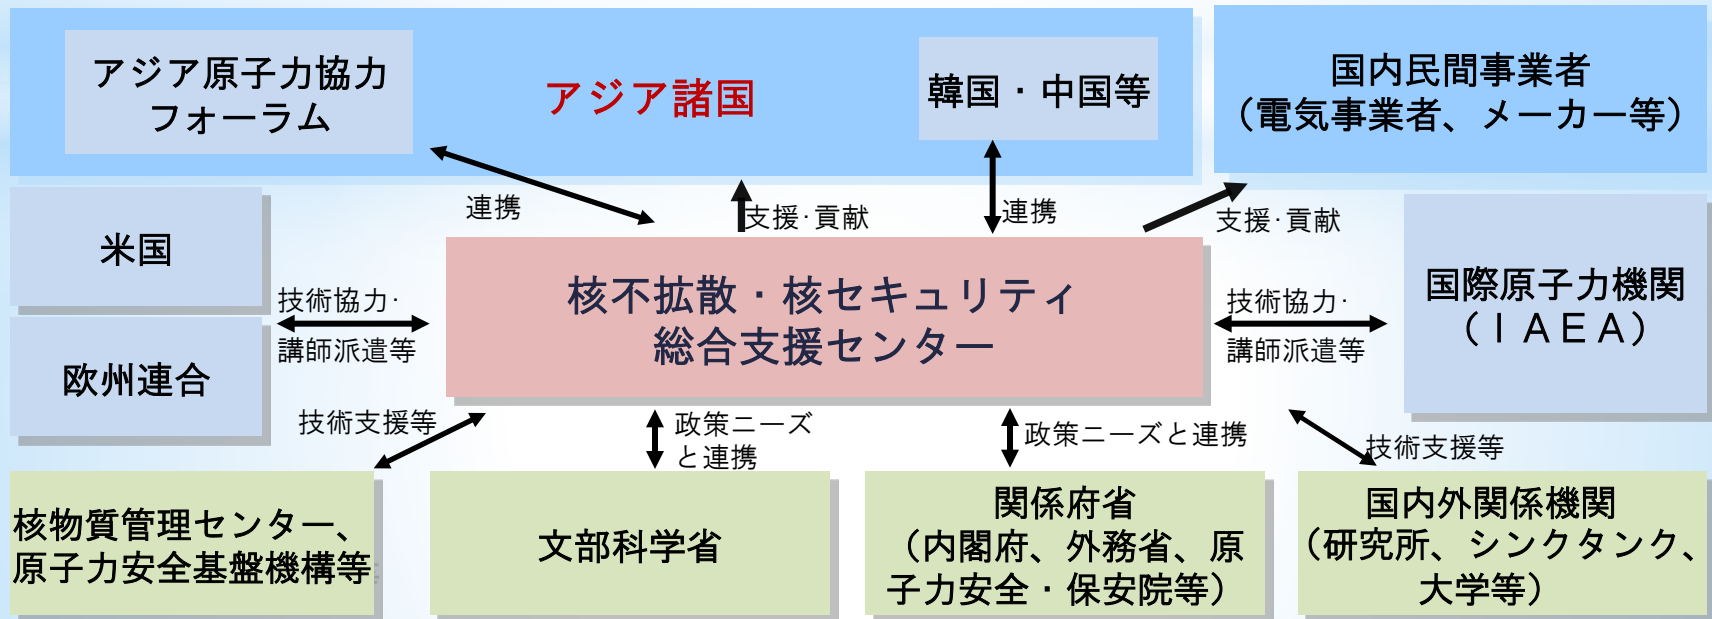 アジア原子力協力
フォーラム
アジア諸国
韓国・中国等
国内民間事業者
（電気事業者、メーカー等）
連携
支援・貢献
連携
支援・貢献
米国
欧州連合
技術協力・
講師派遣等
核不拡散・核セキュリティ
総合支援センター
技術協力・
講師派遣等
国際原子力機関
（ＩＡＥＡ）
技術支援等
政策ニーズ
と連携
政策ニーズと連携
技術支援等
核物質管理センター、
原子力安全基盤機構等
文部科学省
関係府省
（内閣府、外務省、原
子力安全・保安院等）
国内外関係機関
（研究所、シンクタンク、
大学等）